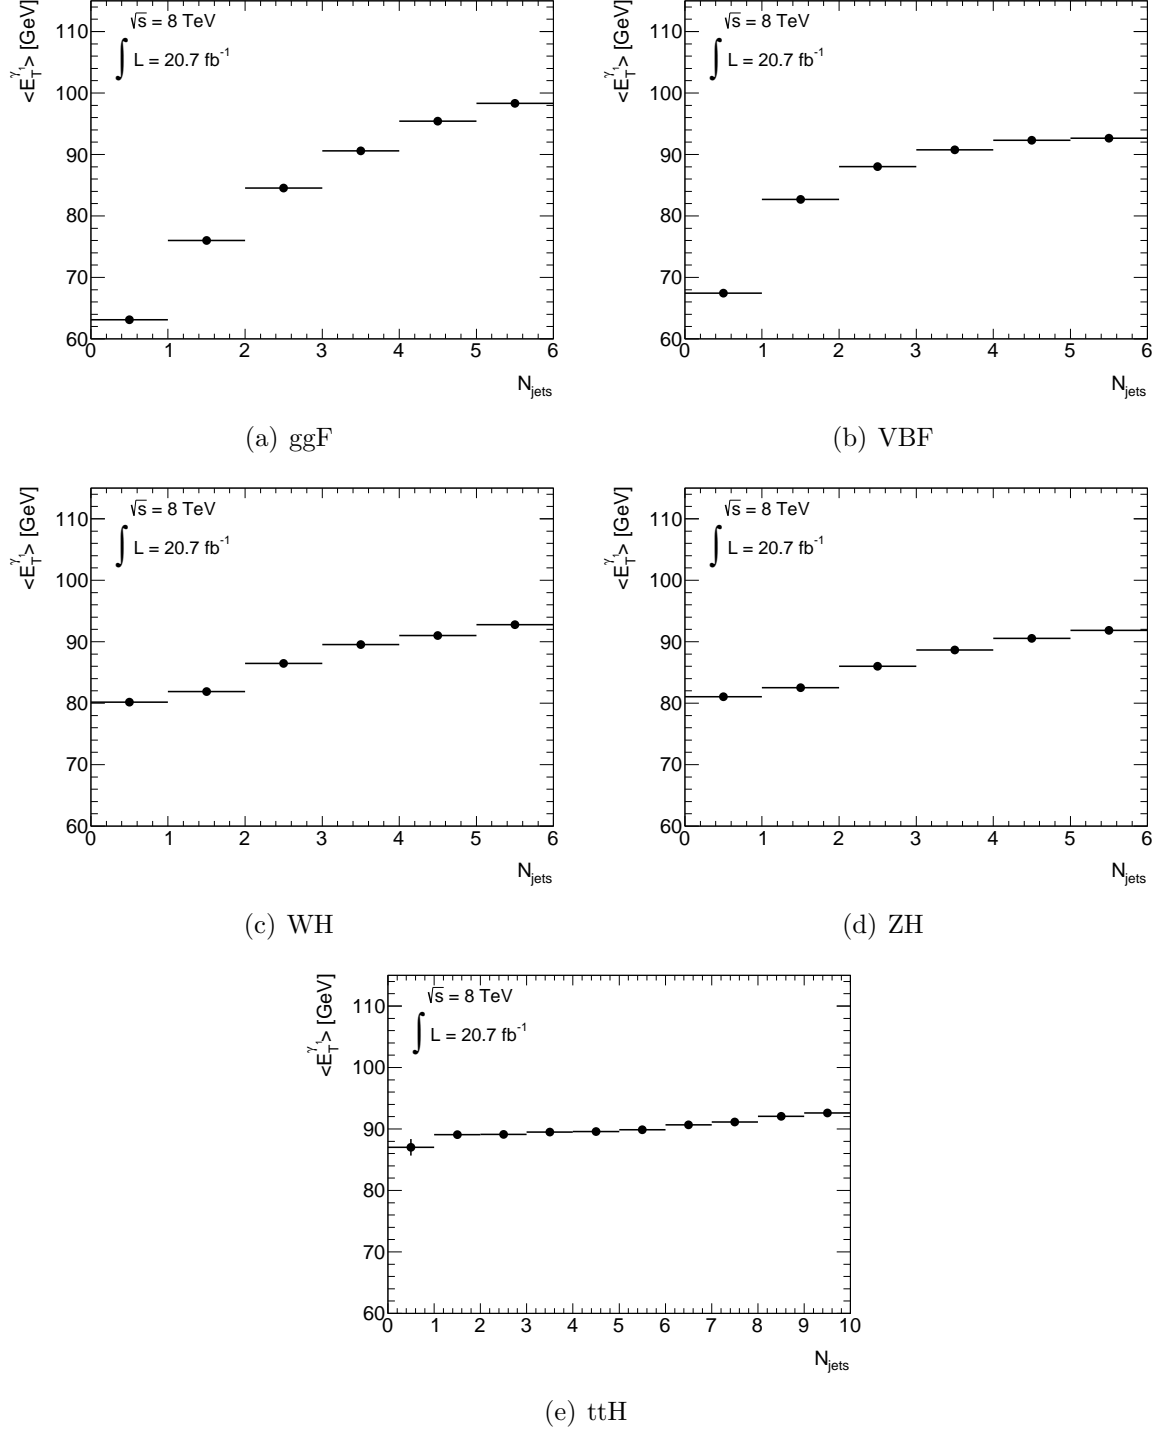 <E_T^γ1> [GeV]
√s = 8 TeV
∫ L = 20.7 fb⁻¹
110
100
90
80
70
60
0 1 2 3 4 5 6
N_jets
(a) ggF
<E_T^γ1> [GeV]
√s = 8 TeV
∫ L = 20.7 fb⁻¹
110
100
90
80
70
60
0 1 2 3 4 5 6
N_jets
(b) VBF
<E_T^γ1> [GeV]
√s = 8 TeV
∫ L = 20.7 fb⁻¹
110
100
90
80
70
60
0 1 2 3 4 5 6
N_jets
(c) WH
<E_T^γ1> [GeV]
√s = 8 TeV
∫ L = 20.7 fb⁻¹
110
100
90
80
70
60
0 1 2 3 4 5 6
N_jets
(d) ZH
<E_T^γ1> [GeV]
√s = 8 TeV
∫ L = 20.7 fb⁻¹
110
100
90
80
70
60
0 1 2 3 4 5 6 7 8 9 10
N_jets
(e) ttH